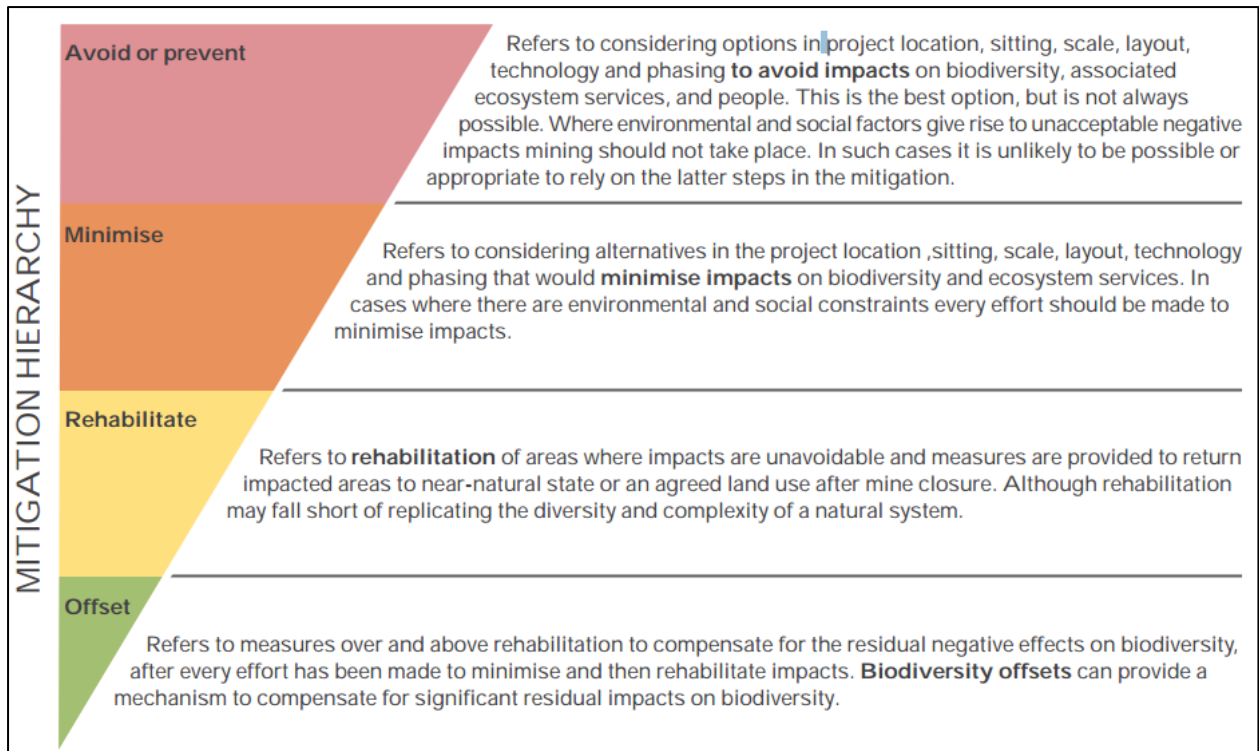 MITIGATION HIERARCHY
Avoid or prevent
Refers to considering options in project location, sitting, scale, layout,
technology and phasing to avoid impacts on biodiversity, associated
ecosystem services, and people. This is the best option, but is not always
possible. Where environmental and social factors give rise to unacceptable negative
impacts mining should not take place. In such cases it is unlikely to be possible or
appropriate to rely on the latter steps in the mitigation.
Minimise
Refers to considering alternatives in the project location ,sitting, scale, layout, technology
and phasing that would minimise impacts on biodiversity and ecosystem services. In
cases where there are environmental and social constraints every effort should be made to
minimise impacts.
Rehabilitate
Refers to rehabilitation of areas where impacts are unavoidable and measures are provided to return
impacted areas to near-natural state or an agreed land use after mine closure. Although rehabilitation
may fall short of replicating the diversity and complexity of a natural system.
Offset
Refers to measures over and above rehabilitation to compensate for the residual negative effects on biodiversity,
after every effort has been made to minimise and then rehabilitate impacts. Biodiversity offsets can provide a
mechanism to compensate for significant residual impacts on biodiversity.